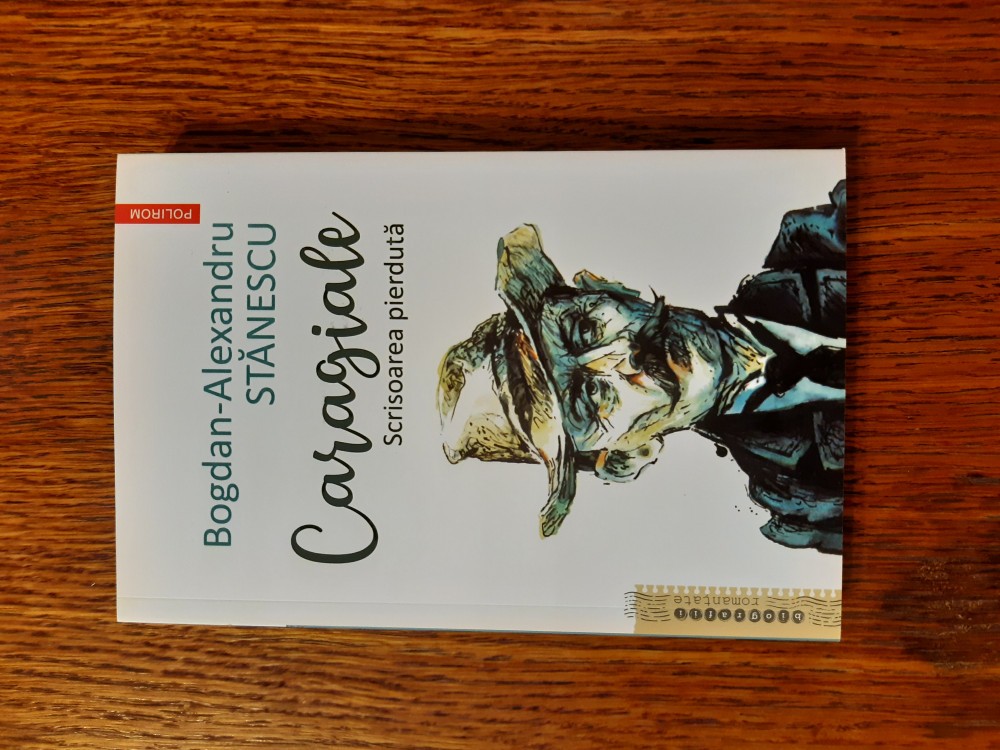 POLIROM
Bogdan-Alexandru
STĂNESCU
Caragiale
Scrisoarea pierdută
biografii
romanțate